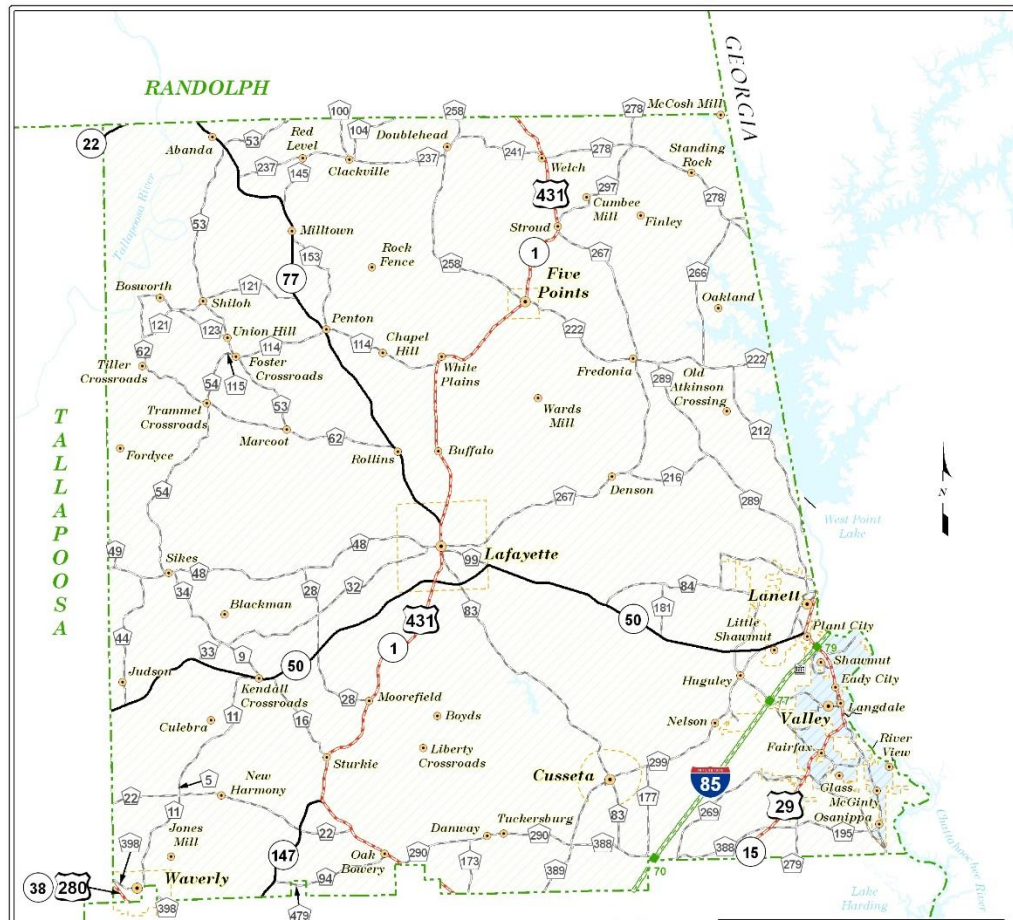 RANDOLPH
GEORGIA
TALLAPOOSA
Tallapoosa River
22
Abanda
53
Red
Level
100
104
Doublehead
258
278
McCosh Mill
237
145
Clackville
237
241
Welch
278
Standing
Rock
431
297
Cumbee
Mill
Finley
278
Stroud
53
Milltown
153
Rock
Fence
258
1
267
266
77
Five
Points
Bosworth
Shiloh
121
Oakland
121
123
Union Hill
Penton
222
62
114
114
Chapel
Hill
Tiller
Crossroads
Foster
Crossroads
White
Plains
Fredonia
222
54
115
289
Old
Atkinson
Crossing
Trammel
Crossroads
53
Wards
Mill
Marcoot
62
212
Fordyce
Rollins
Buffalo
54
Denson
216
267
289
N
West Point
Lake
49
Sikes
48
48
99
Lafayette
34
28
32
84
Blackman
83
181
Lanett
44
431
50
Little
Shawmut
Plant City
33
9
50
1
79
Judson
Huguley
Shawmut
Kendall
Crossroads
28
Moorefield
Eady City
77
Langdale
Culebra
11
16
Boyds
Nelson
Valley
River
View
Liberty
Crossroads
Fairfax
Sturkie
299
5
New
Harmony
Cusseta
85
Glass
22
177
McGinty
11
269
29
Osanippa
Jones
Mill
22
Danway
Tuckersburg
83
195
398
147
Oak
Bowery
290
290
388
388
15
279
173
389
38
280
Waverly
94
70
398
479
Chattahoochee River
Lake
Harding